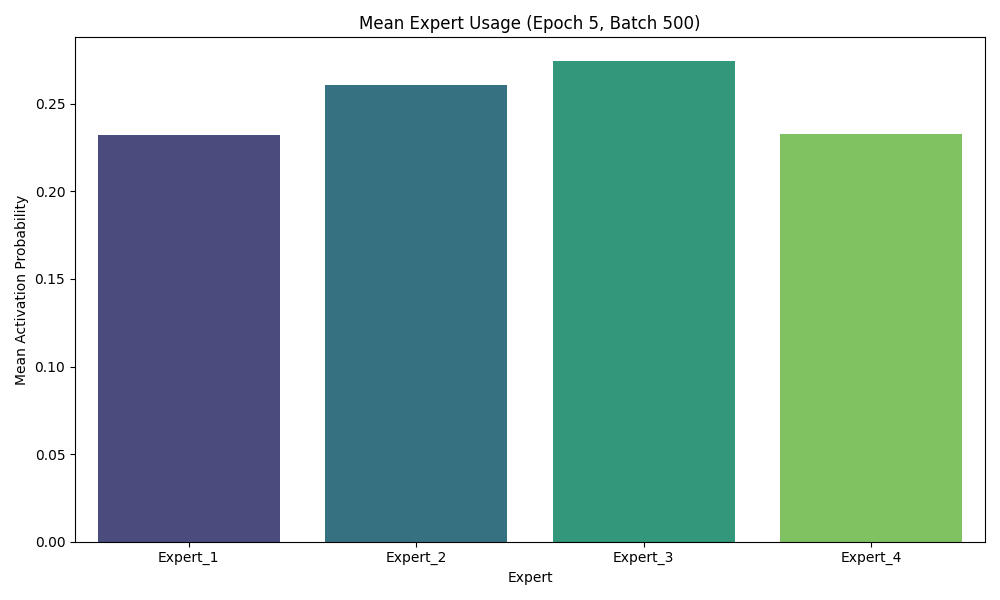 Mean Expert Usage (Epoch 5, Batch 500)
Mean Activation Probability
0.25
0.20
0.15
0.10
0.05
0.00
Expert_1
Expert_2
Expert_3
Expert_4
Expert